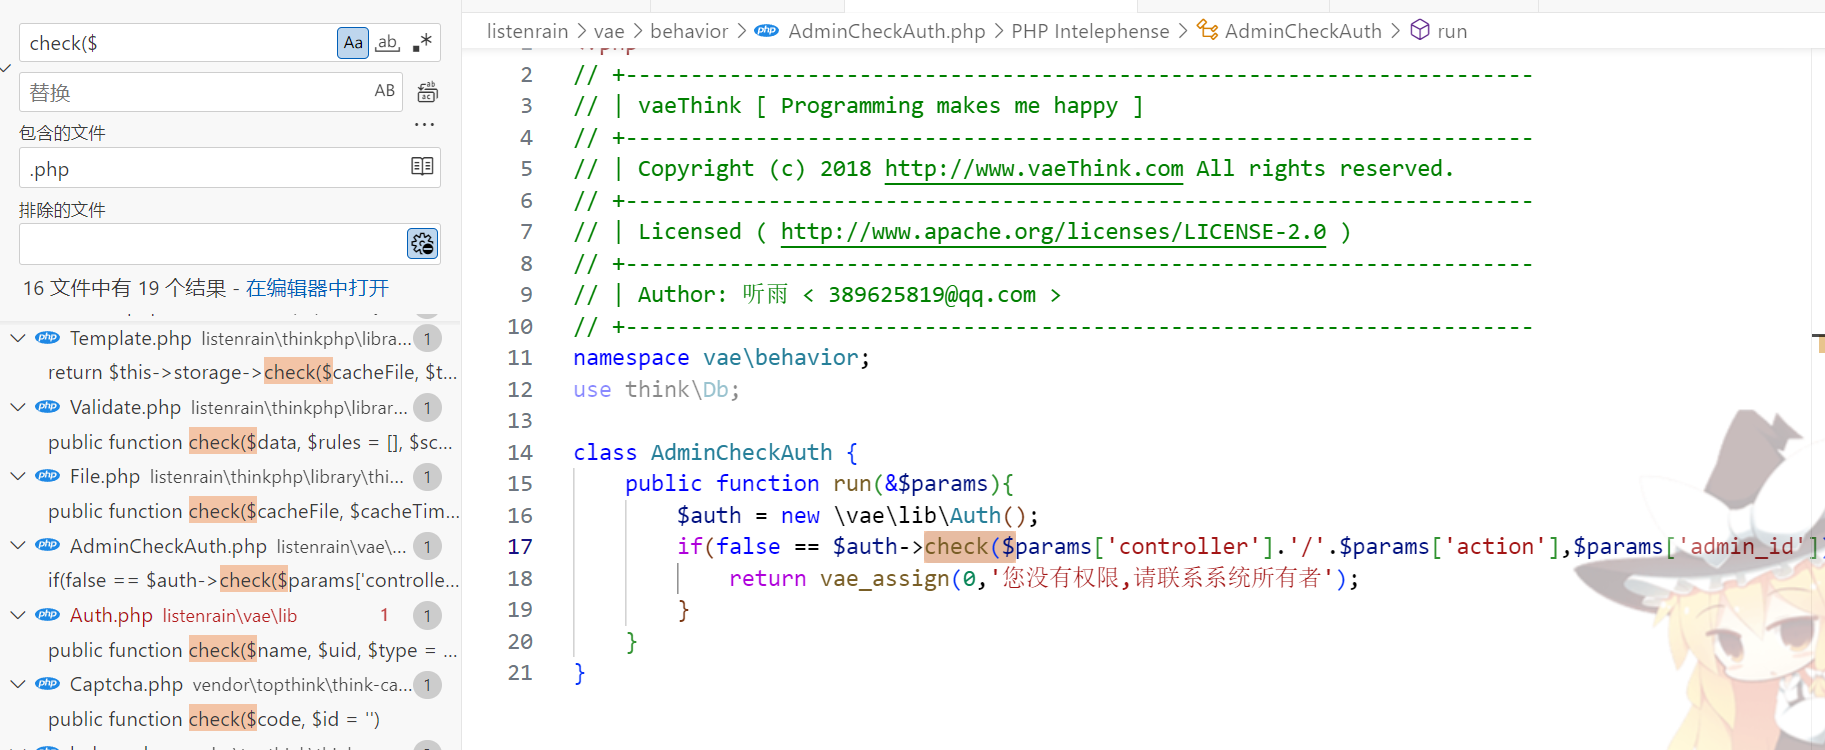 check($
Aa
ab
.*
替换
AB
包含的文件
...
.php
排除的文件
16 文件中有 19 个结果 - 在编辑器中打开
Template.php listenrain\thinkphp\libra... 1
return $this->storage->check($cacheFile, $t...
Validate.php listenrain\thinkphp\librar... 1
public function check($data, $rules = [], $sc...
File.php listenrain\thinkphp\library\thi... 1
public function check($cacheFile, $cacheTim...
AdminCheckAuth.php listenrain\vae\... 1
if(false == $auth->check($params['controlle...
Auth.php listenrain\vae\lib 1 1
public function check($name, $uid, $type = ...
Captcha.php vendor\topthink\think-ca... 1
public function check($code, $id = '')
listenrain > vae > behavior > php AdminCheckAuth.php > PHP Intelephense > AdminCheckAuth > run
2 // +----------------------------------------------------------------------
3 // | vaeThink [ Programming makes me happy ]
4 // +----------------------------------------------------------------------
5 // | Copyright (c) 2018 http://www.vaeThink.com All rights reserved.
6 // +----------------------------------------------------------------------
7 // | Licensed ( http://www.apache.org/licenses/LICENSE-2.0 )
8 // +----------------------------------------------------------------------
9 // | Author: 听雨 < 389625819@qq.com >
10 // +----------------------------------------------------------------------
11 namespace vae\behavior;
12 use think\Db;
13
14 class AdminCheckAuth {
15 public function run(&$params){
16 $auth = new \vae\lib\Auth();
17 if(false == $auth->check($params['controller'].'/'.$params['action'],$params['admin_id'])
18 return vae_assign(0,'您没有权限,请联系系统所有者');
19 }
20 }
21 }